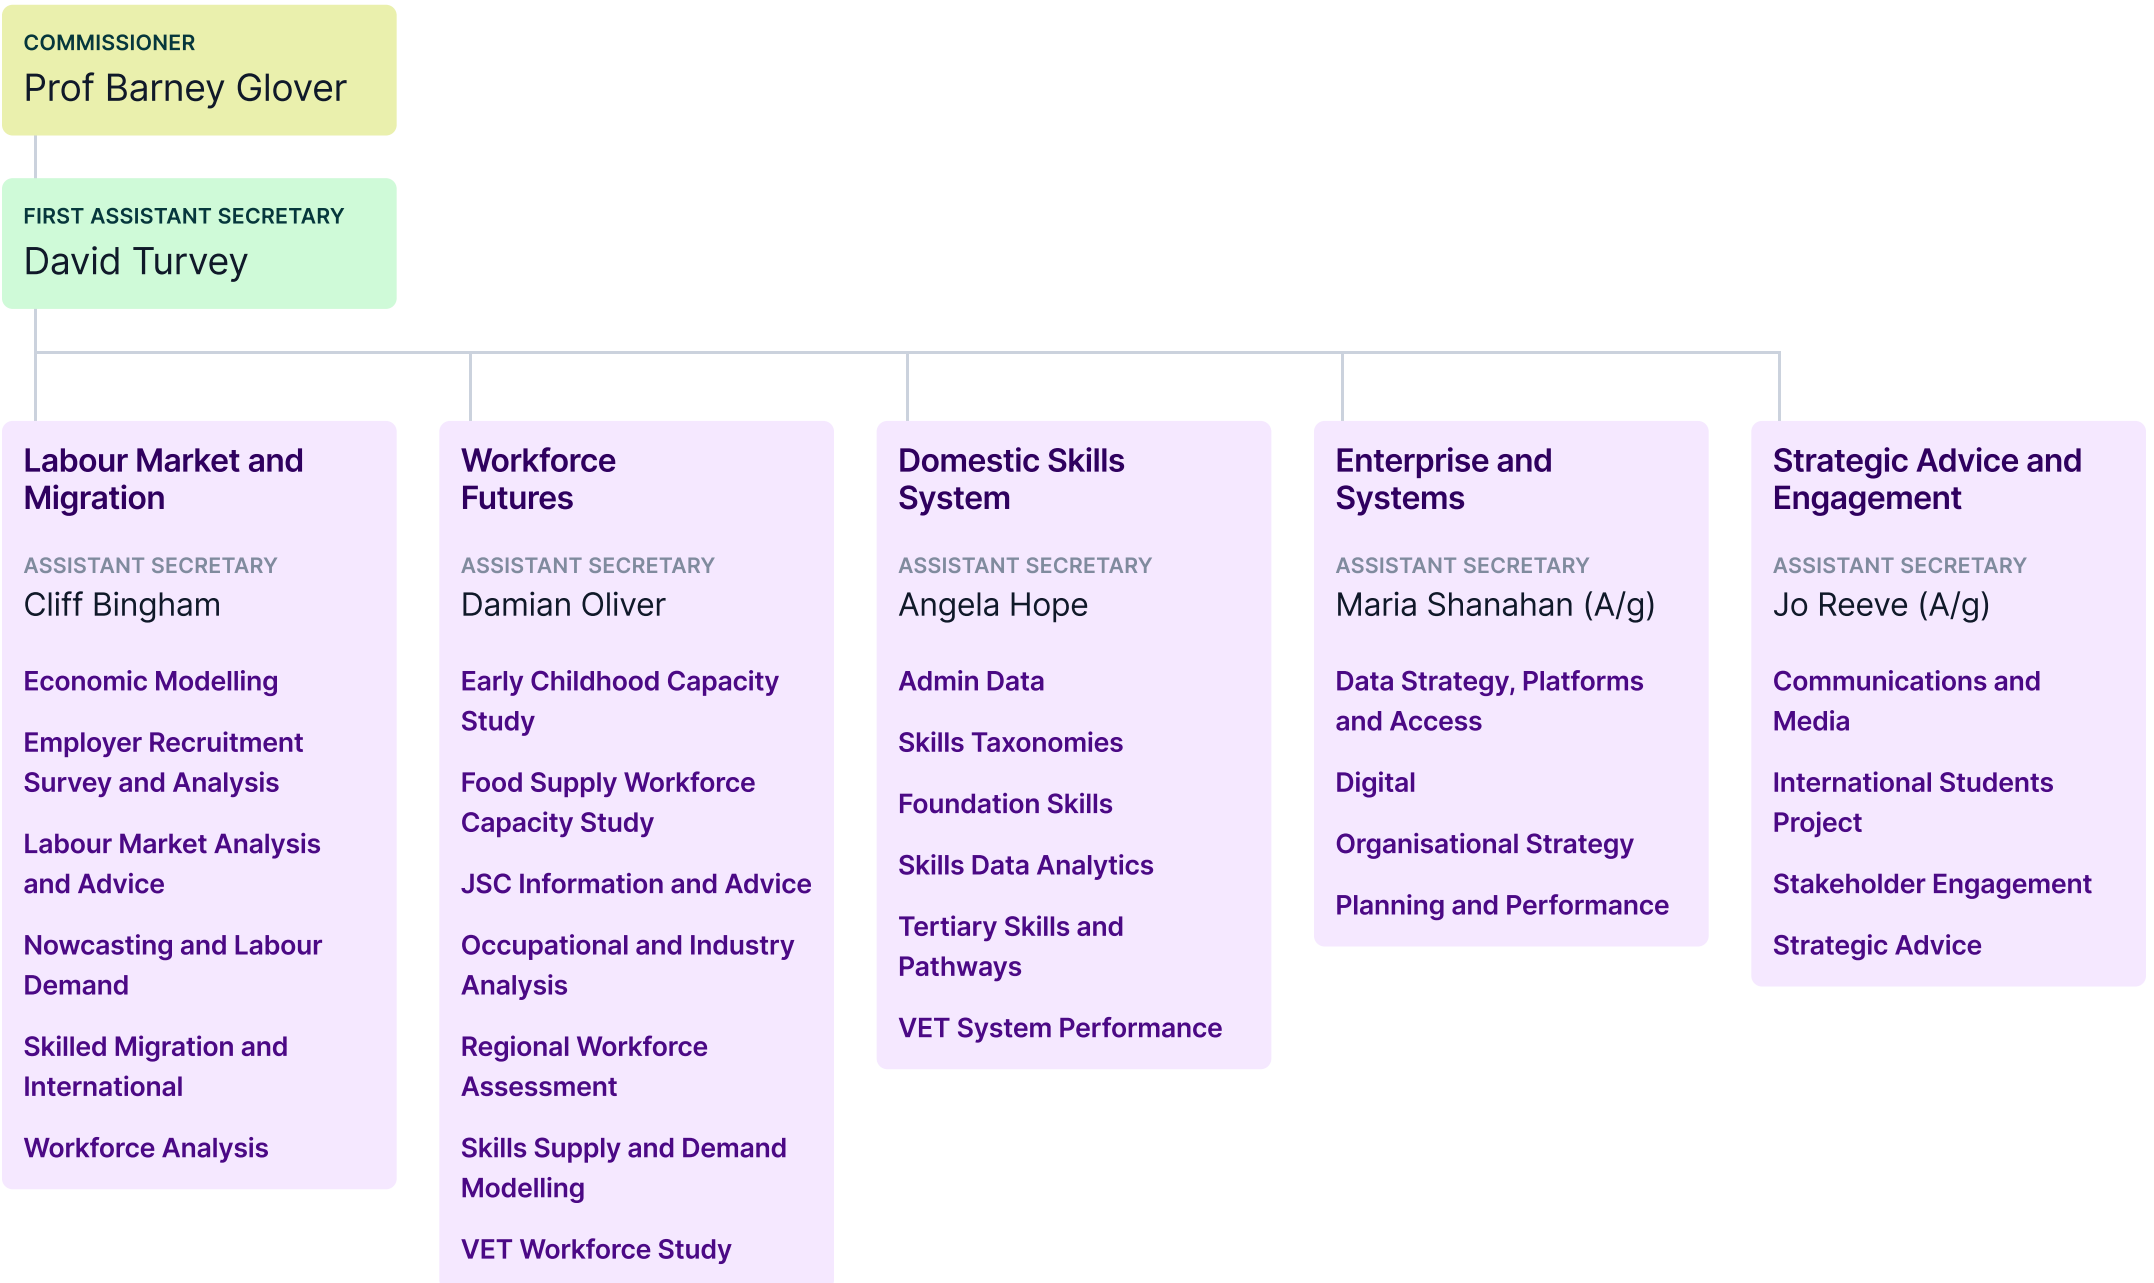 COMMISSIONER
Prof Barney Glover
FIRST ASSISTANT SECRETARY
David Turvey
Labour Market and
Migration
ASSISTANT SECRETARY
Cliff Bingham
Economic Modelling
Employer Recruitment
Survey and Analysis
Labour Market Analysis
and Advice
Nowcasting and Labour
Demand
Skilled Migration and
International
Workforce Analysis
Workforce
Futures
ASSISTANT SECRETARY
Damian Oliver
Early Childhood Capacity
Study
Food Supply Workforce
Capacity Study
JSC Information and Advice
Occupational and Industry
Analysis
Regional Workforce
Assessment
Skills Supply and Demand
Modelling
VET Workforce Study
Domestic Skills
System
ASSISTANT SECRETARY
Angela Hope
Admin Data
Skills Taxonomies
Foundation Skills
Skills Data Analytics
Tertiary Skills and
Pathways
VET System Performance
Enterprise and
Systems
ASSISTANT SECRETARY
Maria Shanahan (A/g)
Data Strategy, Platforms
and Access
Digital
Organisational Strategy
Planning and Performance
Strategic Advice and
Engagement
ASSISTANT SECRETARY
Jo Reeve (A/g)
Communications and
Media
International Students
Project
Stakeholder Engagement
Strategic Advice